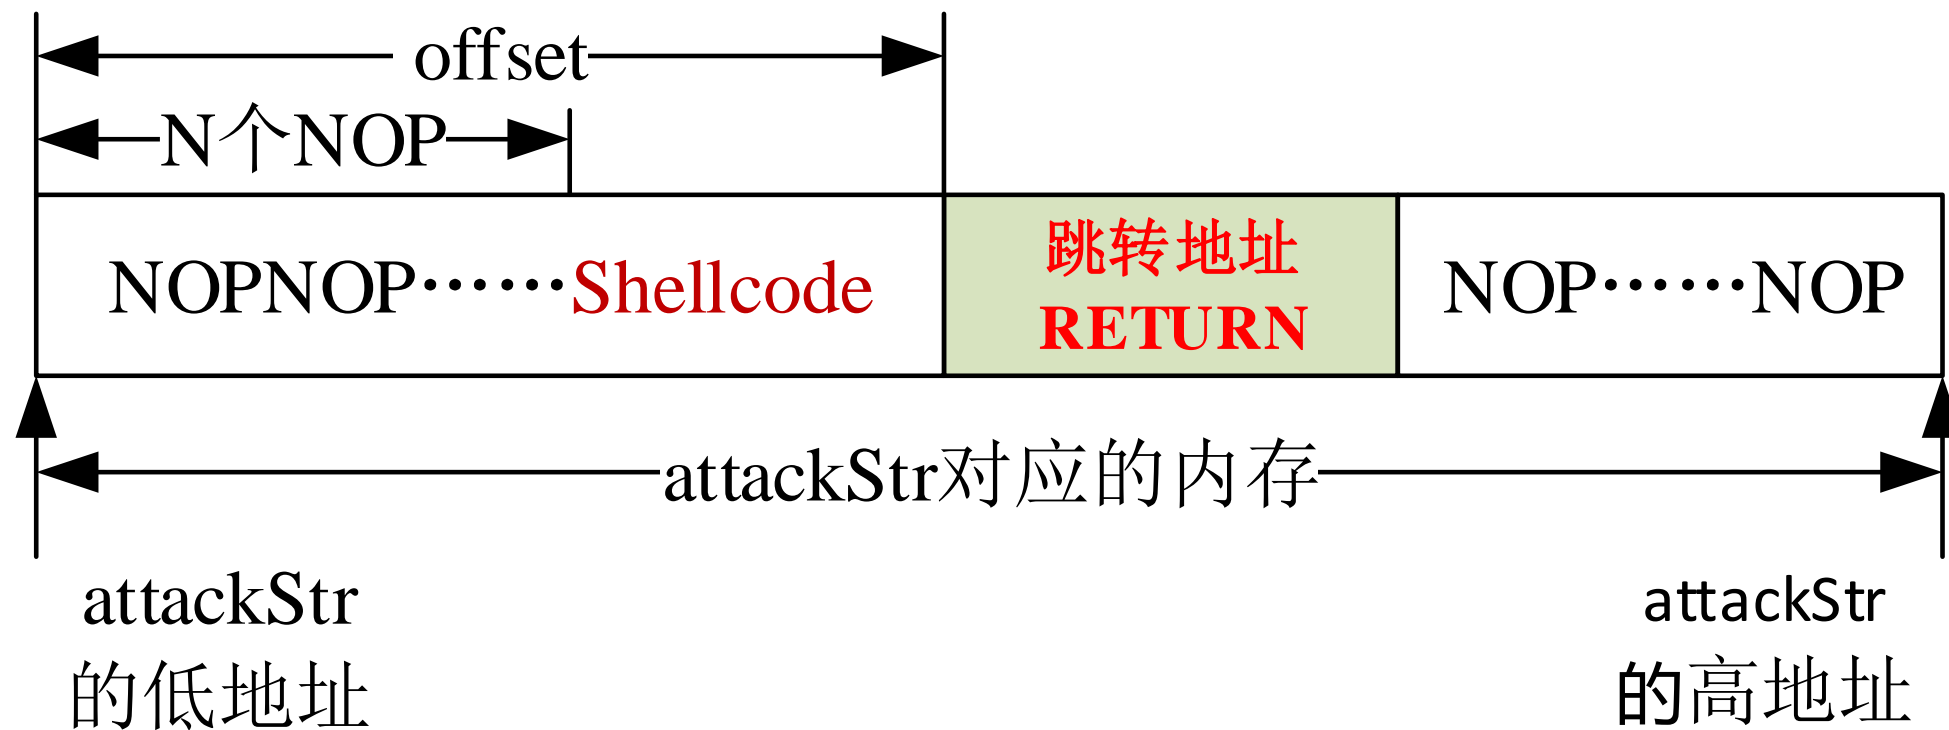 offset
N个NOP
NOPNOP······Shellcode
跳转地址
RETURN
NOP······NOP
attackStr对应的内存
attackStr
的低地址
attackStr
的高地址